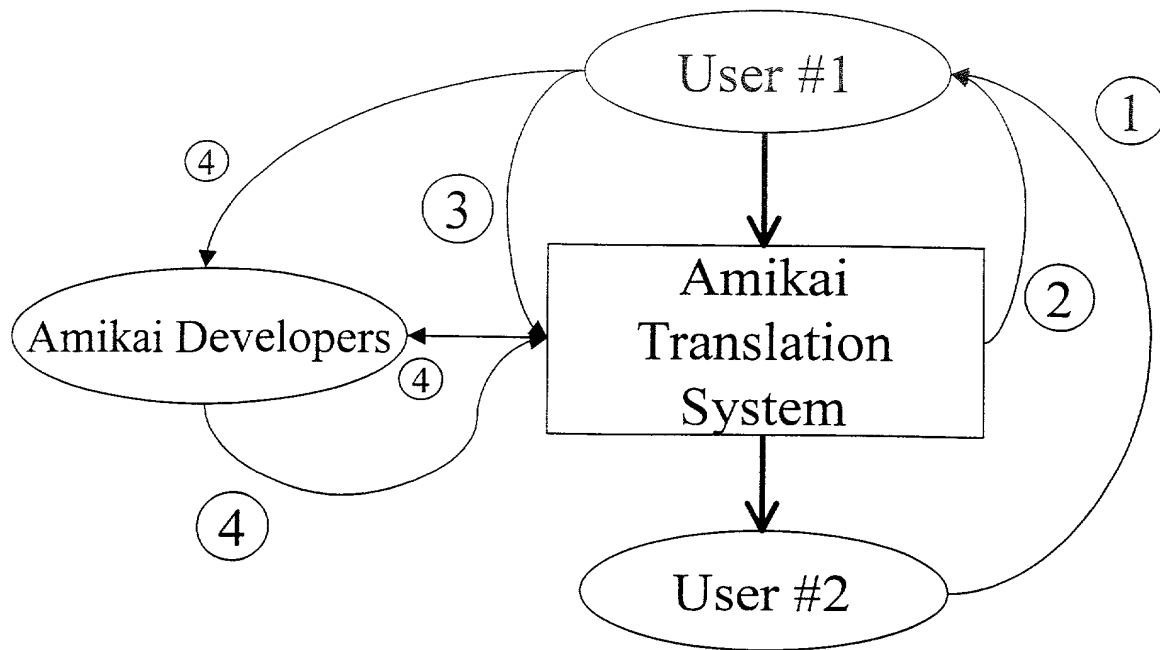 User #1
1
4
3
Amikai
Translation
System
2
Amikai Developers
4
4
User #2